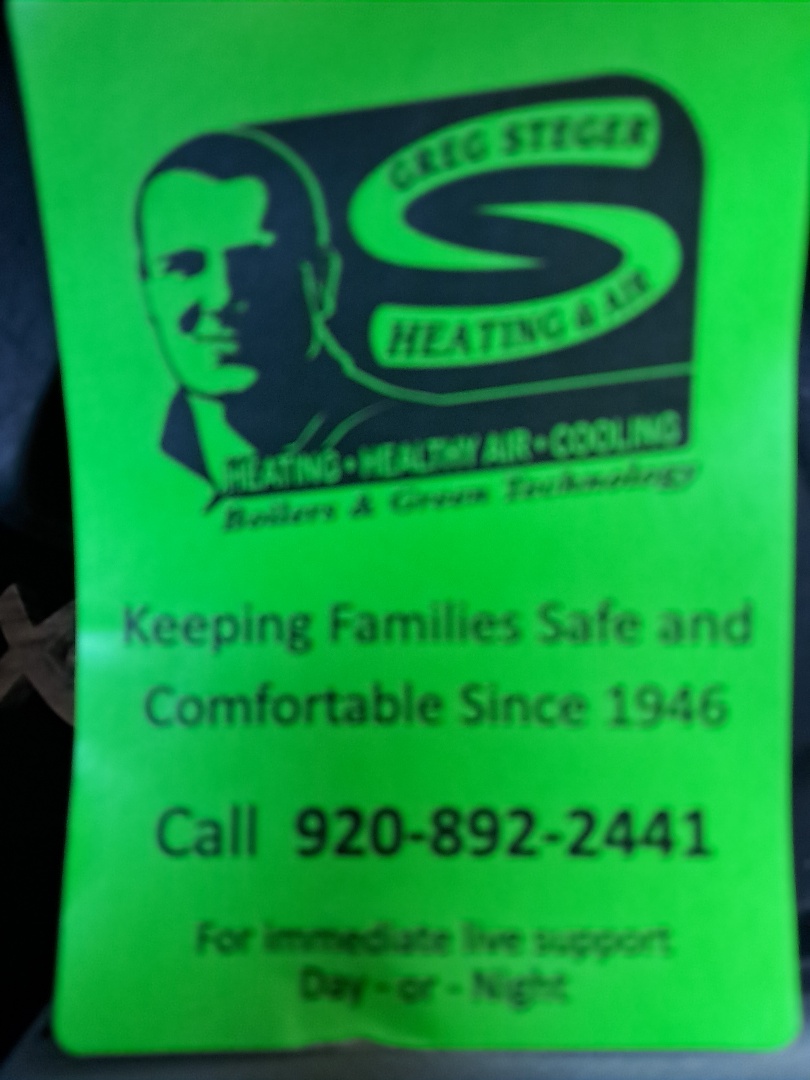 GREG STEGER
HEATING & AIR
HEATING • HEALTHY AIR • COOLING
Boilers & Green Technology
Keeping Families Safe and
Comfortable Since 1946
Call 920-892-2441
For immediate live support
Day - or - Night